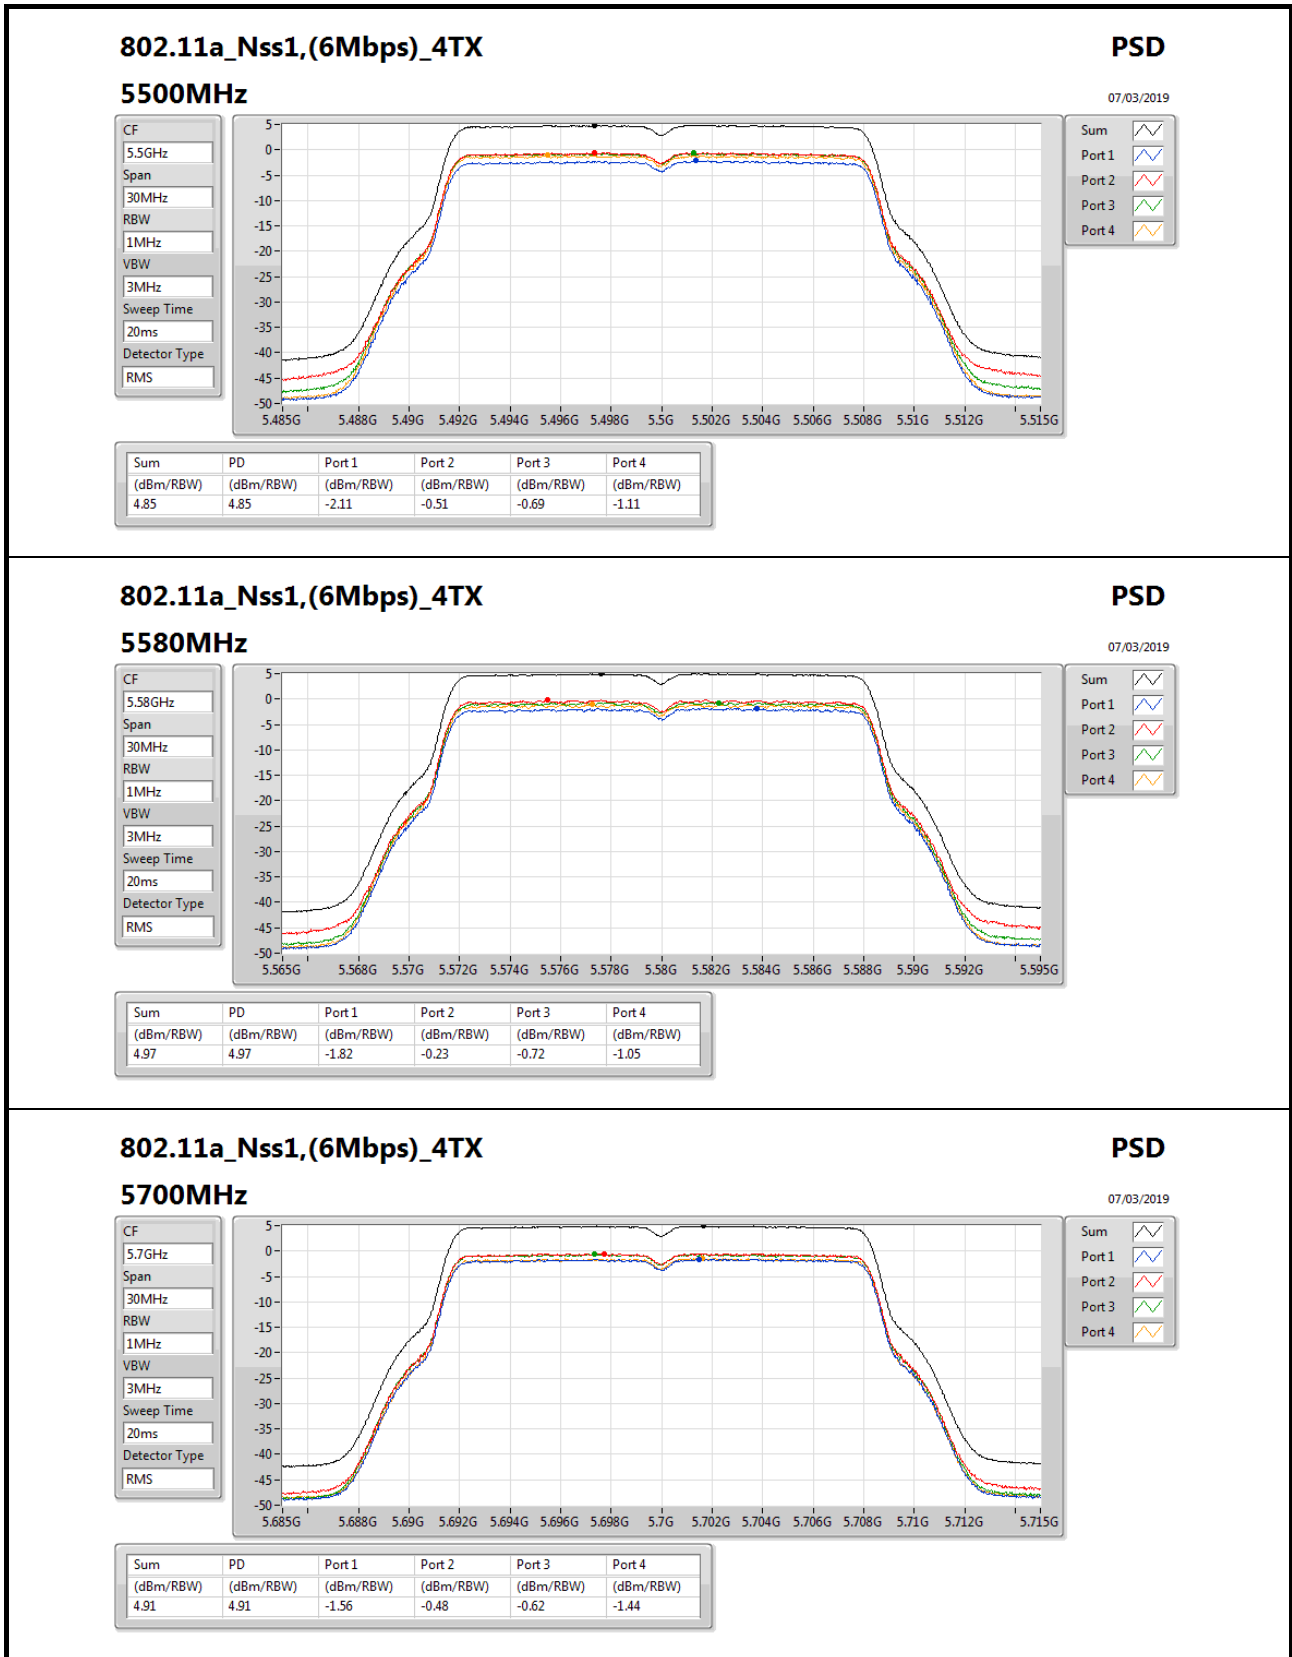 802.11a_Nss1,(6Mbps)_4TX PSD
5500MHz 07/03/2019
CF
5.5GHz
Span
30MHz
RBW
1MHz
VBW
3MHz
Sweep Time
20ms
Detector Type
RMS
5
0
-5
-10
-15
-20
-25
-30
-35
-40
-45
-50
5.485G 5.488G 5.49G 5.492G 5.494G 5.496G 5.498G 5.5G 5.502G 5.504G 5.506G 5.508G 5.51G 5.512G 5.515G
Sum
Port 1
Port 2
Port 3
Port 4
Sum PD Port 1 Port 2 Port 3 Port 4
(dBm/RBW) (dBm/RBW) (dBm/RBW) (dBm/RBW) (dBm/RBW) (dBm/RBW)
4.85 4.85 -2.11 -0.51 -0.69 -1.11
802.11a_Nss1,(6Mbps)_4TX PSD
5580MHz 07/03/2019
CF
5.58GHz
Span
30MHz
RBW
1MHz
VBW
3MHz
Sweep Time
20ms
Detector Type
RMS
5
0
-5
-10
-15
-20
-25
-30
-35
-40
-45
-50
5.565G 5.568G 5.57G 5.572G 5.574G 5.576G 5.578G 5.58G 5.582G 5.584G 5.586G 5.588G 5.59G 5.592G 5.595G
Sum
Port 1
Port 2
Port 3
Port 4
Sum PD Port 1 Port 2 Port 3 Port 4
(dBm/RBW) (dBm/RBW) (dBm/RBW) (dBm/RBW) (dBm/RBW) (dBm/RBW)
4.97 4.97 -1.82 -0.23 -0.72 -1.05
802.11a_Nss1,(6Mbps)_4TX PSD
5700MHz 07/03/2019
CF
5.7GHz
Span
30MHz
RBW
1MHz
VBW
3MHz
Sweep Time
20ms
Detector Type
RMS
5
0
-5
-10
-15
-20
-25
-30
-35
-40
-45
-50
5.685G 5.688G 5.69G 5.692G 5.694G 5.696G 5.698G 5.7G 5.702G 5.704G 5.706G 5.708G 5.71G 5.712G 5.715G
Sum
Port 1
Port 2
Port 3
Port 4
Sum PD Port 1 Port 2 Port 3 Port 4
(dBm/RBW) (dBm/RBW) (dBm/RBW) (dBm/RBW) (dBm/RBW) (dBm/RBW)
4.91 4.91 -1.56 -0.48 -0.62 -1.44